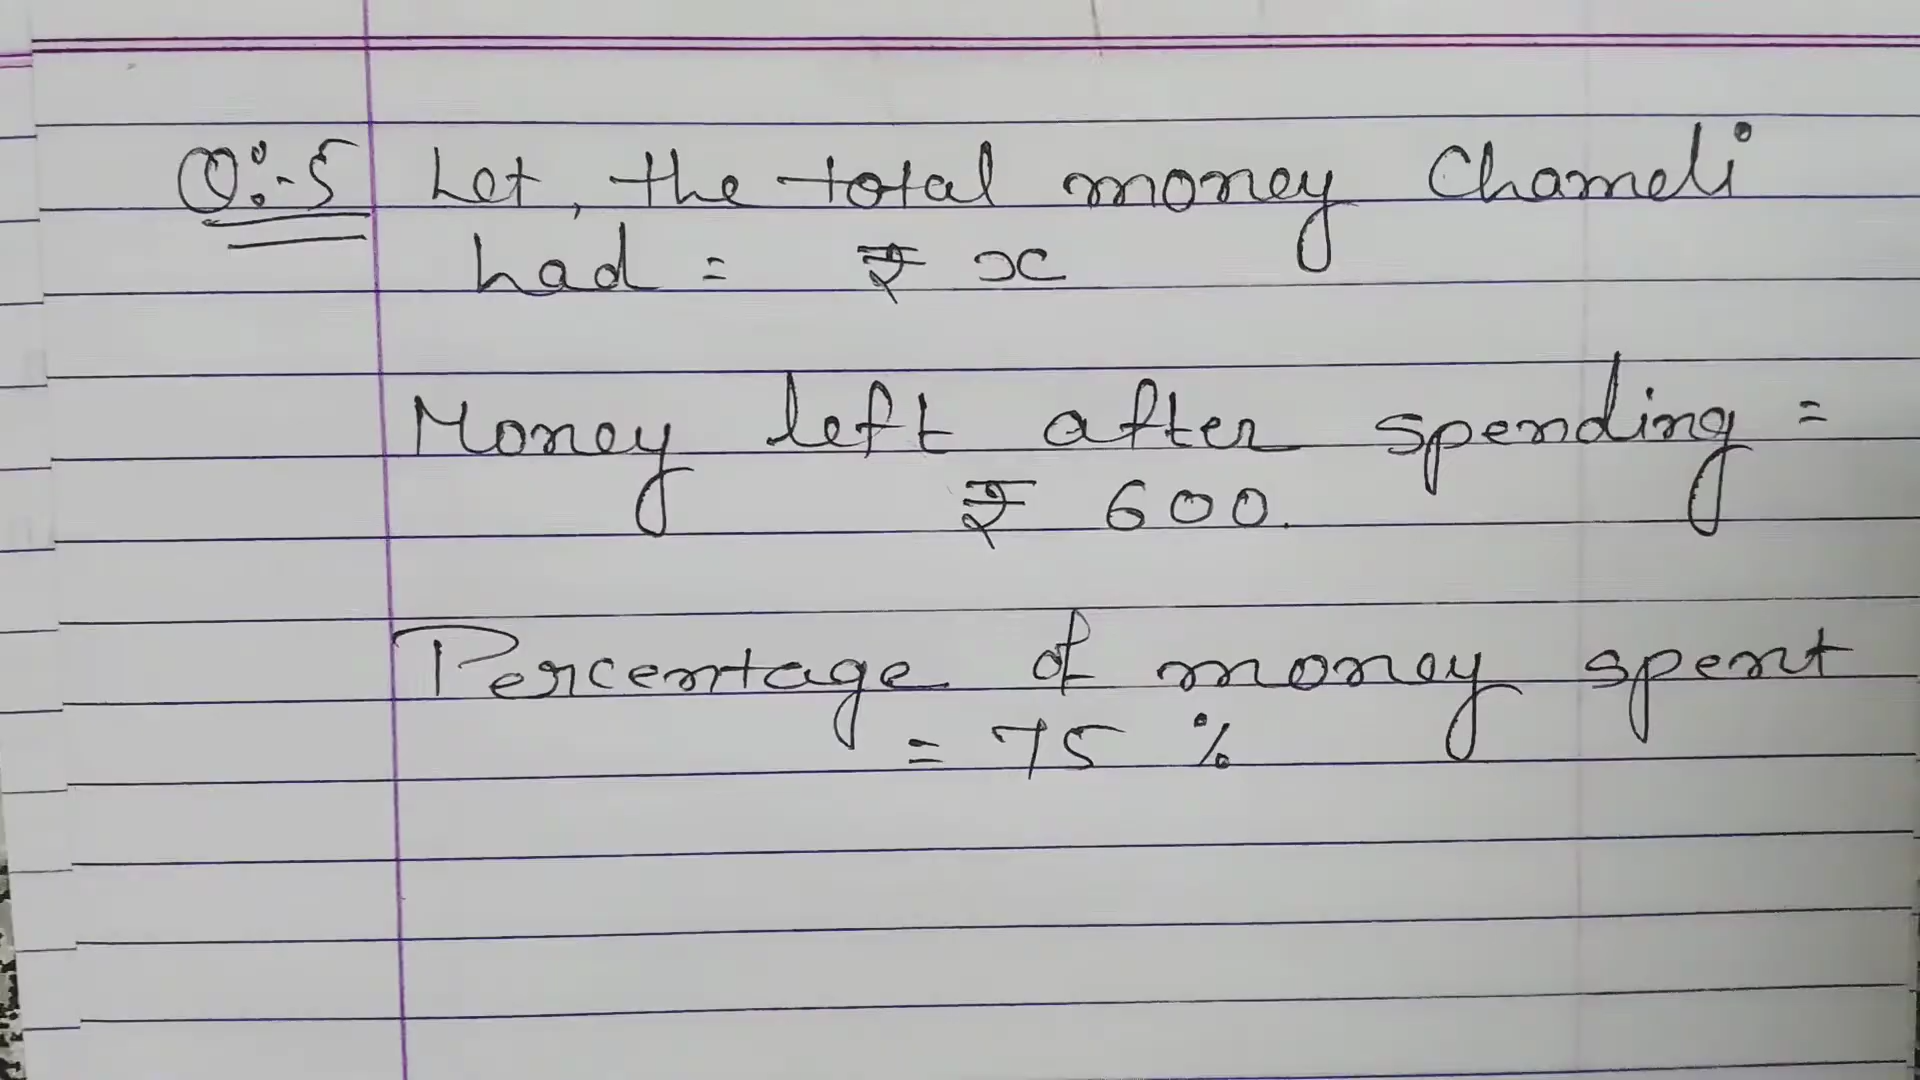 Q:-5 Let, the total money Chameli
had = ₹ x
Money left after spending =
₹ 600.
Percentage of money spent
= 75 %